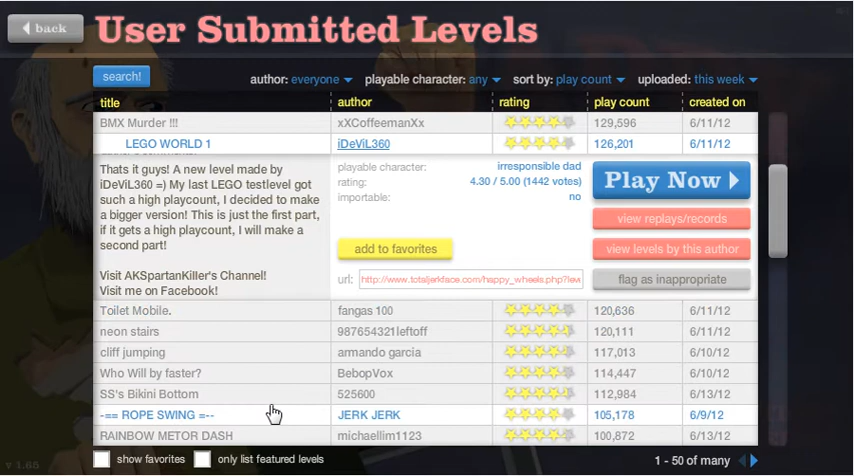 back
User Submitted Levels
search!
author: everyone playable character: any sort by: play count uploaded: this week
title author rating play count created on
BMX Murder !!! xXCoffeemanXx 129,596 6/11/12
LEGO WORLD 1 iDeViL360 126,201 6/11/12
Thats it guys! A new level made by
iDeViL360 =) My last LEGO testlevel got
such a high playcount, I decided to make
a bigger version! This is just the first part,
if it gets a high playcount, I will make a
second part!
Visit AKSpartanKiller's Channel!
Visit me on Facebook!
playable character: irresponsible dad
rating: 4.30 / 5.00 (1442 votes)
importable: no
add to favorites
url: http://www.totaljerkface.com/happy_wheels.php?lev
Play Now
view replays/records
view levels by this author
flag as inappropriate
Toilet Mobile. fangas 100 120,636 6/11/12
neon stairs 987654321leftoff 120,111 6/11/12
cliff jumping armando garcia 117,013 6/10/12
Who Will by faster? BebopVox 114,447 6/10/12
SS's Bikini Bottom 525600 112,984 6/13/12
-== ROPE SWING =-- JERK JERK 105,178 6/9/12
RAINBOW METOR DASH michaellim1123 100,872 6/13/12
show favorites only list featured levels 1 - 50 of many
v 1.65